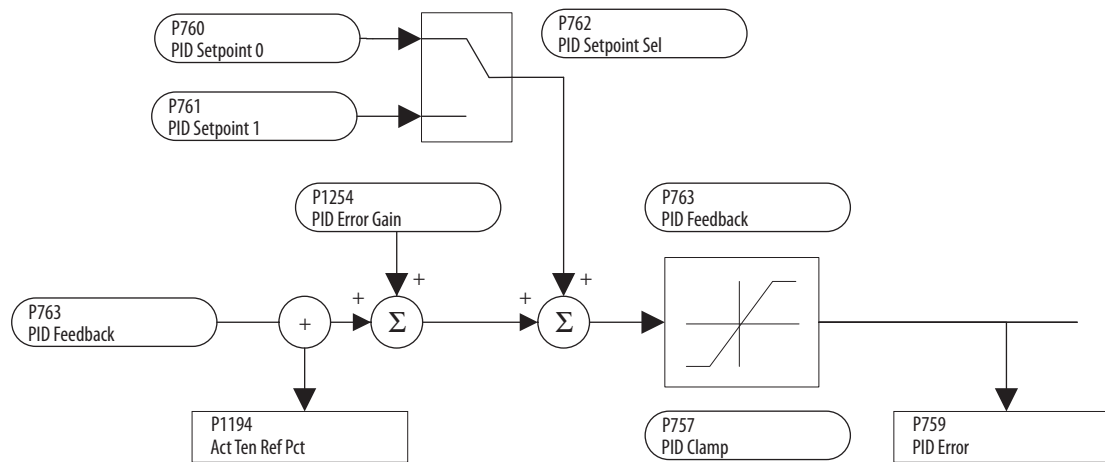 P760
PID Setpoint 0
P762
PID Setpoint Sel
P761
PID Setpoint 1
P1254
PID Error Gain
P763
PID Feedback
+
+
+
+
P763
PID Feedback
+
Σ
Σ
P1194
Act Ten Ref Pct
P757
PID Clamp
P759
PID Error